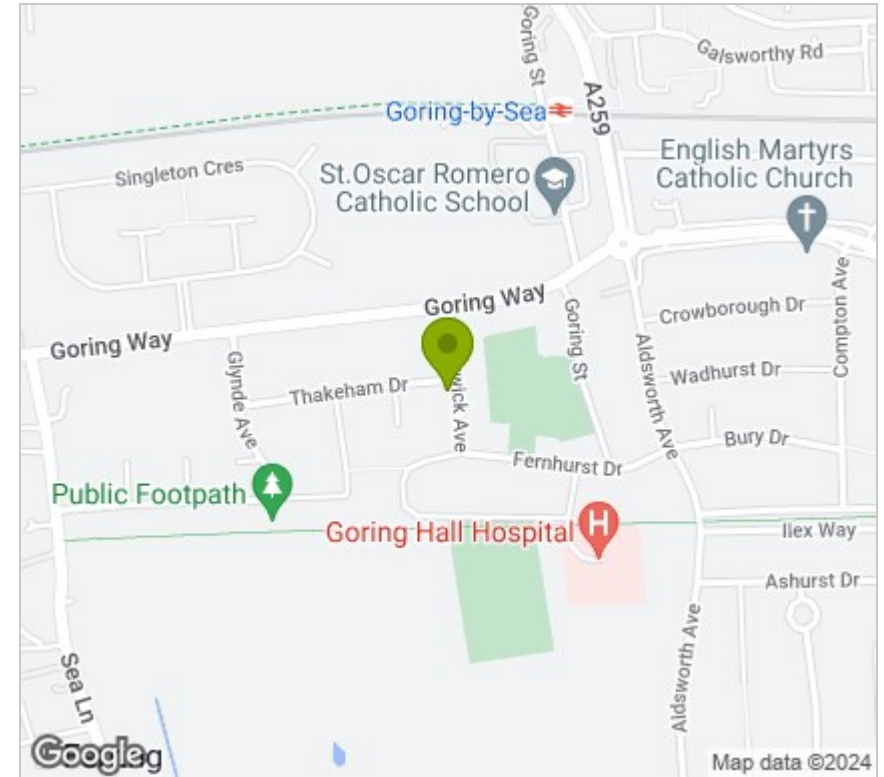 Galsworthy Rd
Goring St
A259
Goring-by-Sea
English Martyrs
Catholic Church
Singleton Cres
St.Oscar Romero
Catholic School
Goring Way
Crowborough Dr
Compton Ave
Goring Way
Goring St
Aldsworth Ave
Glynde Ave
Thakeham Dr
wick Ave
Wadhurst Dr
Bury Dr
Fernhurst Dr
Public Footpath
Goring Hall Hospital
H
Ilex Way
Ashurst Dr
Sea Ln
Aldsworth Ave
Google
Map data ©2024